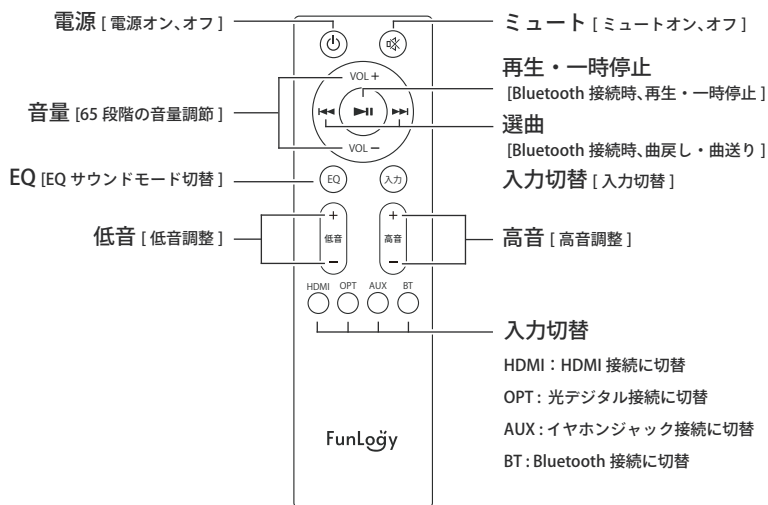 電源 [ 電源オン、オフ ]
ミュート [ ミュートオン、オフ ]
VOL +
再生・一時停止
[Bluetooth 接続時、再生・一時停止 ]
音量 [65 段階の音量調節 ]
選曲
[Bluetooth 接続時、曲戻し・曲送り ]
VOL −
EQ [EQ サウンドモード切替 ]
EQ
入力
入力切替 [ 入力切替 ]
+
+
低音 [ 低音調整 ]
低音
高音
高音 [ 高音調整 ]
−
−
HDMI OPT AUX BT
入力切替
HDMI : HDMI 接続に切替
OPT : 光デジタル接続に切替
AUX : イヤホンジャック接続に切替
BT : Bluetooth 接続に切替
FunLogy